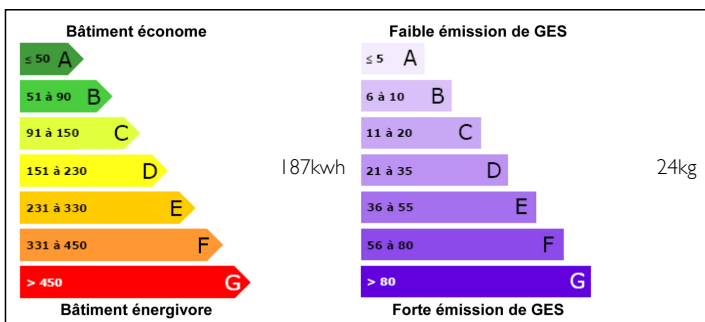 Bâtiment économe
≤ 50 A
51 à 90 B
91 à 150 C
151 à 230 D
231 à 330 E
331 à 450 F
> 450 G
Bâtiment énergivore
187kwh
Faible émission de GES
≤ 5 A
6 à 10 B
11 à 20 C
21 à 35 D
36 à 55 E
56 à 80 F
> 80 G
Forte émission de GES
24kg